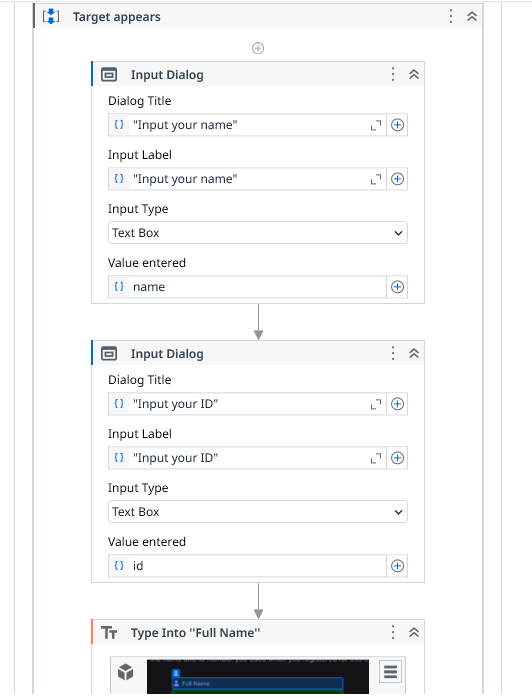 Target appears
Input Dialog
Dialog Title
"Input your name"
Input Label
"Input your name"
Input Type
Text Box
Value entered
name
Input Dialog
Dialog Title
"Input your ID"
Input Label
"Input your ID"
Input Type
Text Box
Value entered
id
Type Into "Full Name"
Full Name